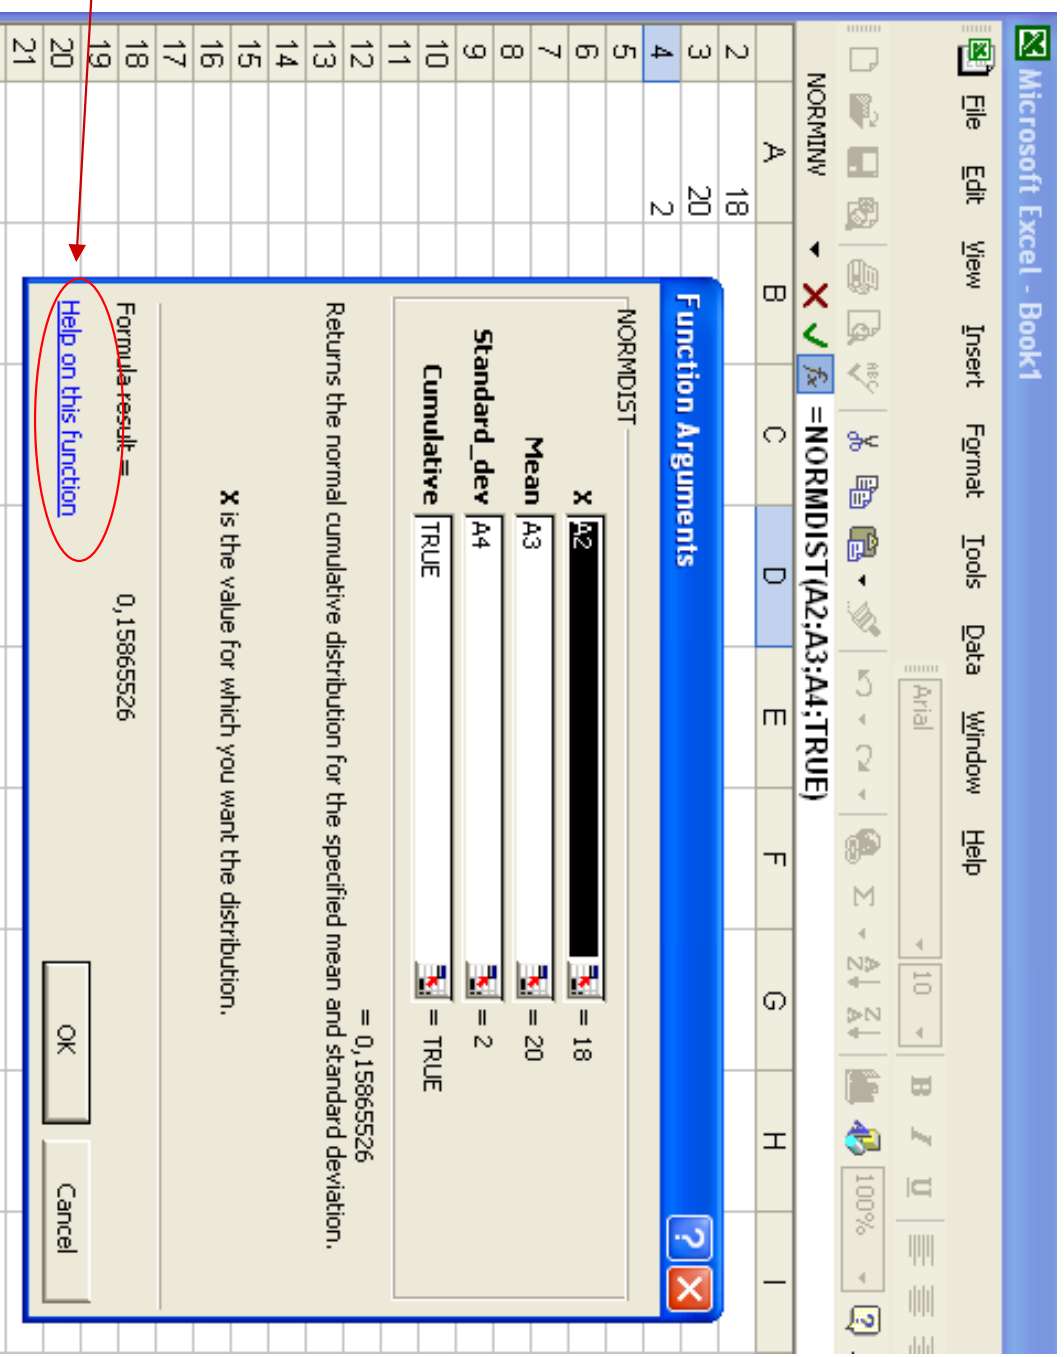 Microsoft Excel - Book1
File Edit View Insert Format Tools Data Window Help
Arial 10 B I U
ABC Σ A Z Z A 100% ?
NORMINV fx =NORMDIST(A2;A3;A4;TRUE)
A B C D E F G H I
2 18
3 20
4 2
5
6
7
8
9
10
11
12
13
14
15
16
17
18
19
20
21
Function Arguments ? X
NORMDIST
X A2 = 18
Mean A3 = 20
Standard_dev A4 = 2
Cumulative TRUE = TRUE
= 0,15865526
Returns the normal cumulative distribution for the specified mean and standard deviation.
X is the value for which you want the distribution.
Formula result = 0,15865526
Help on this function OK Cancel